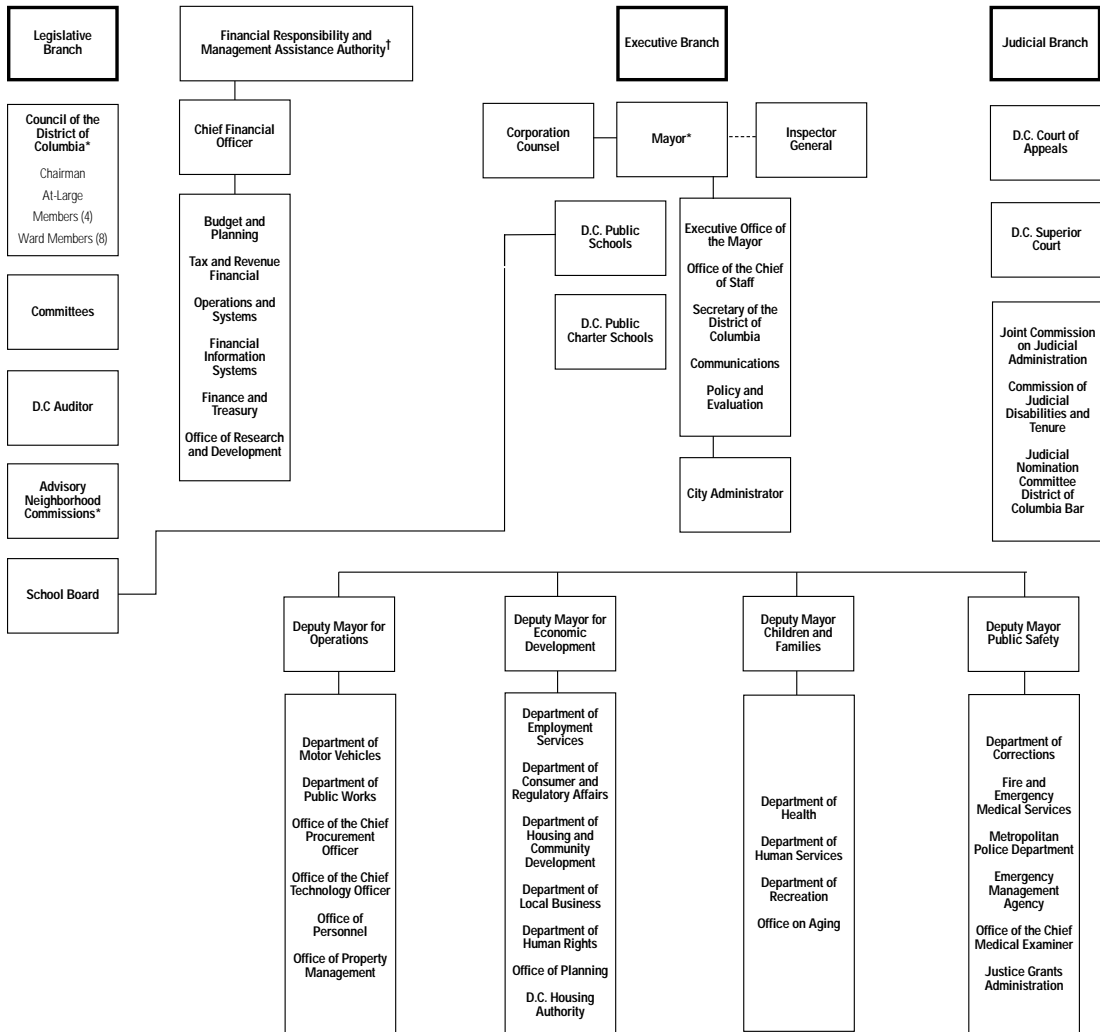 Legislative
Branch
Financial Responsibility and
Management Assistance Authority†
Executive Branch
Judicial Branch
Council of the
District of
Columbia*
Chairman
At-Large
Members (4)
Ward Members (8)
Chief Financial
Officer
Corporation
Counsel
Mayor*
Inspector
General
D.C. Court of
Appeals
Budget and
Planning
Tax and Revenue
Financial
Operations and
Systems
Financial
Information
Systems
Finance and
Treasury
Office of Research
and Development
D.C. Public
Schools
D.C. Public
Charter Schools
Executive Office of
the Mayor
Office of the Chief
of Staff
Secretary of the
District of
Columbia
Communications
Policy and
Evaluation
D.C. Superior
Court
Committees
Joint Commission
on Judicial
Administration
Commission of
Judicial
Disabilities and
Tenure
Judicial
Nomination
Committee
District of
Columbia Bar
D.C Auditor
Advisory
Neighborhood
Commissions*
City Administrator
School Board
Deputy Mayor for
Operations
Deputy Mayor for
Economic
Development
Deputy Mayor
Children and
Families
Deputy Mayor
Public Safety
Department of
Motor Vehicles
Department of
Public Works
Office of the Chief
Procurement
Officer
Office of the Chief
Technology Officer
Office of
Personnel
Office of Property
Management
Department of
Employment
Services
Department of
Consumer and
Regulatory Affairs
Department of
Housing and
Community
Development
Department of
Local Business
Department of
Human Rights
Office of Planning
D.C. Housing
Authority
Department of
Health
Department of
Human Services
Department of
Recreation
Office on Aging
Department of
Corrections
Fire and
Emergency
Medical Services
Metropolitan
Police Department
Emergency
Management
Agency
Office of the Chief
Medical Examiner
Justice Grants
Administration